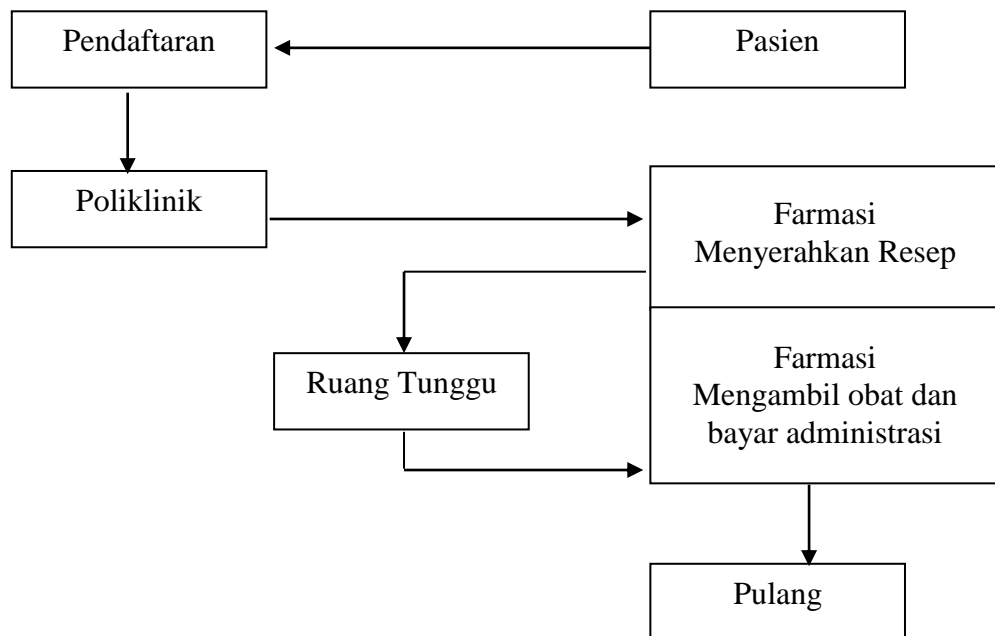 Pendaftaran
Pasien
Poliklinik
Farmasi
Menyerahkan Resep
Ruang Tunggu
Farmasi
Mengambil obat dan
bayar administrasi
Pulang